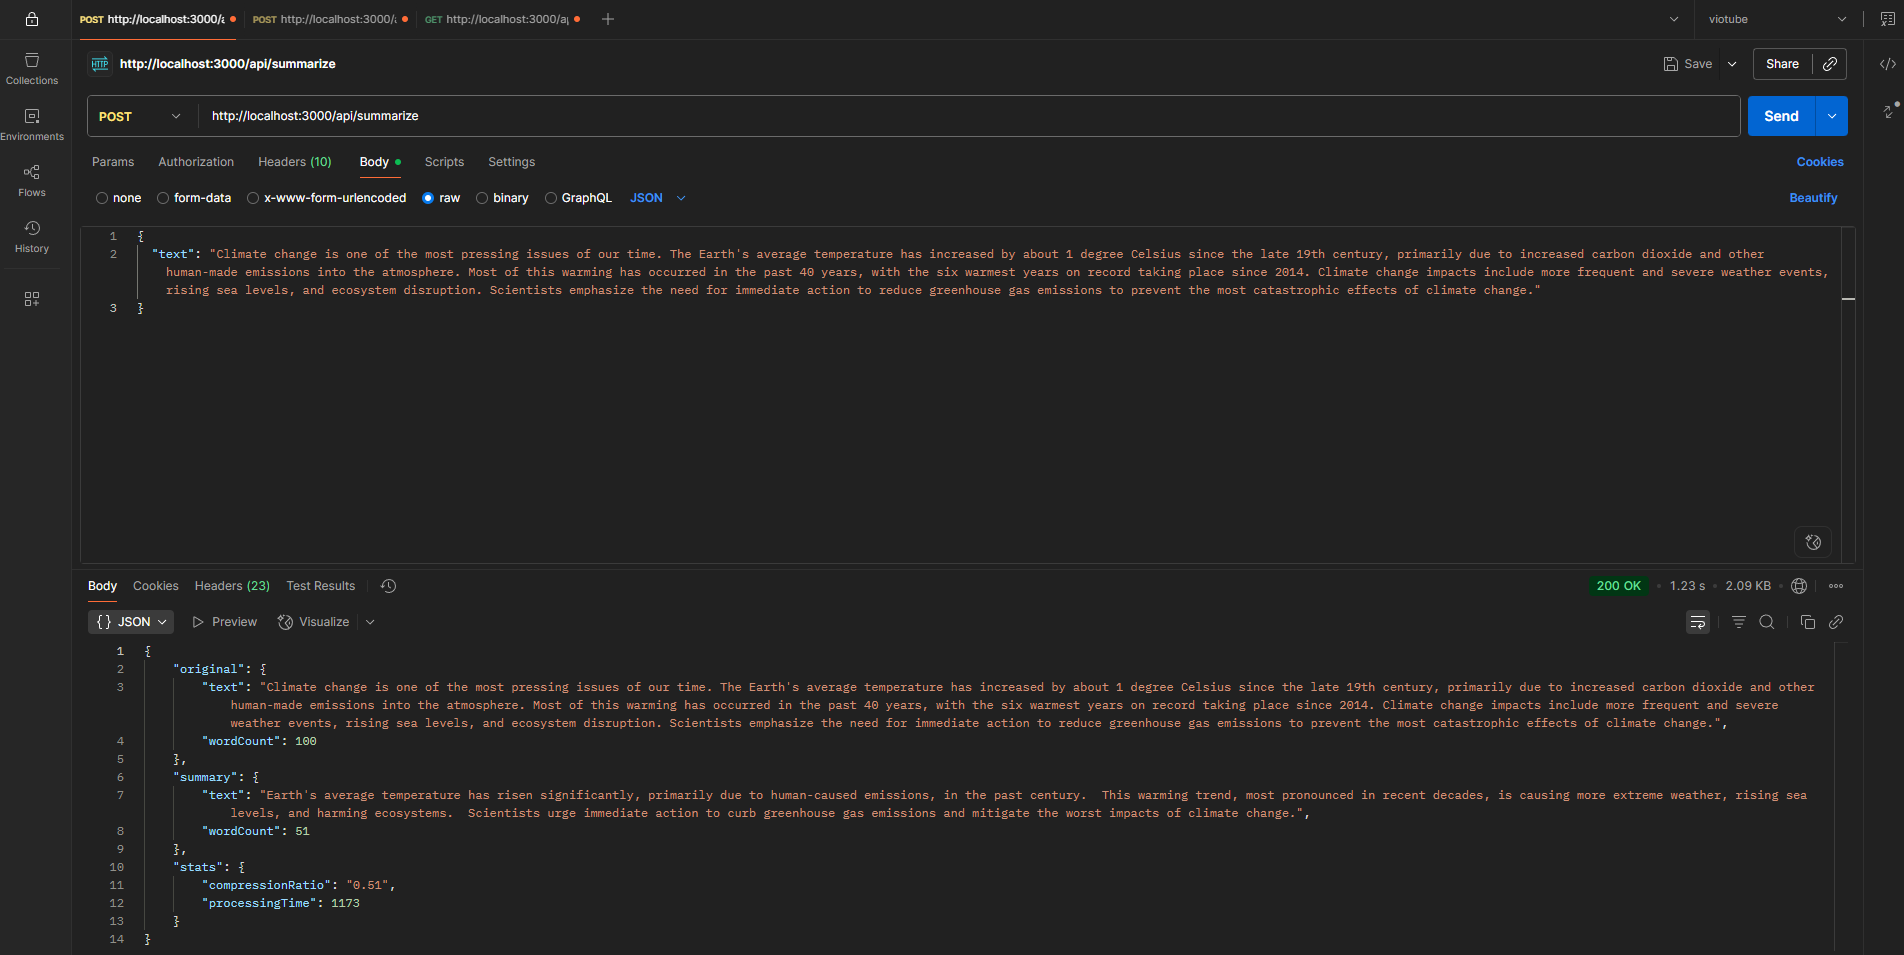 POST http://localhost:3000/a
POST http://localhost:3000/a
GET http://localhost:3000/ap
viotube
Collections
Environments
Flows
History
HTTP
http://localhost:3000/api/summarize
Save
Share
POST
http://localhost:3000/api/summarize
Send
Params Authorization Headers (10) Body Scripts Settings
Cookies
none form-data x-www-form-urlencoded raw binary GraphQL JSON
Beautify
1 {
2 "text": "Climate change is one of the most pressing issues of our time. The Earth's average temperature has increased by about 1 degree Celsius since the late 19th century, primarily due to increased carbon dioxide and other
human-made emissions into the atmosphere. Most of this warming has occurred in the past 40 years, with the six warmest years on record taking place since 2014. Climate change impacts include more frequent and severe weather events,
rising sea levels, and ecosystem disruption. Scientists emphasize the need for immediate action to reduce greenhouse gas emissions to prevent the most catastrophic effects of climate change."
3 }
Body Cookies Headers (23) Test Results
200 OK • 1.23 s • 2.09 KB
{} JSON Preview Visualize
1 {
2 "original": {
3 "text": "Climate change is one of the most pressing issues of our time. The Earth's average temperature has increased by about 1 degree Celsius since the late 19th century, primarily due to increased carbon dioxide and other
human-made emissions into the atmosphere. Most of this warming has occurred in the past 40 years, with the six warmest years on record taking place since 2014. Climate change impacts include more frequent and severe
weather events, rising sea levels, and ecosystem disruption. Scientists emphasize the need for immediate action to reduce greenhouse gas emissions to prevent the most catastrophic effects of climate change.",
4 "wordCount": 100
5 },
6 "summary": {
7 "text": "Earth's average temperature has risen significantly, primarily due to human-caused emissions, in the past century.  This warming trend, most pronounced in recent decades, is causing more extreme weather, rising sea
levels, and harming ecosystems.  Scientists urge immediate action to curb greenhouse gas emissions and mitigate the worst impacts of climate change.",
8 "wordCount": 51
9 },
10 "stats": {
11 "compressionRatio": "0.51",
12 "processingTime": 1173
13 }
14 }